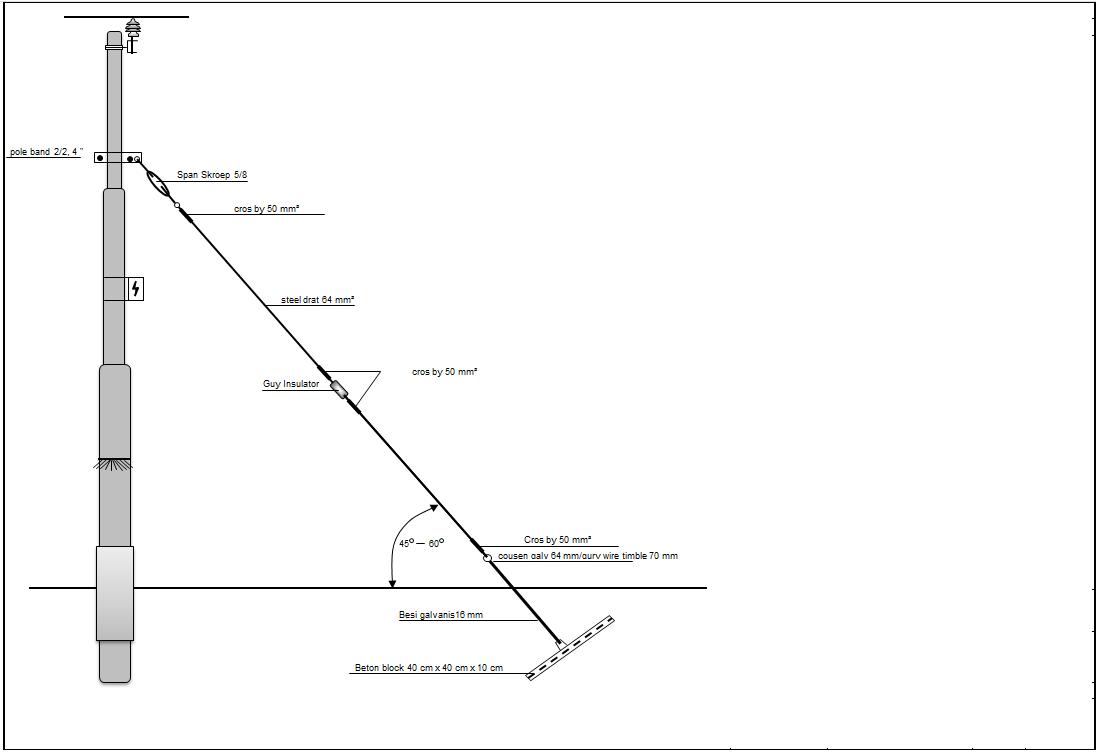 pole band 2/2, 4 "
Span Skroep 5/8
cros by 50 mm²
steel drat 64 mm²
cros by 50 mm²
Guy Insulator
Cros by 50 mm²
45° — 60°
cousen galv 64 mm/gurv wire timble 70 mm
Besi galvanis16 mm
Beton block 40 cm x 40 cm x 10 cm